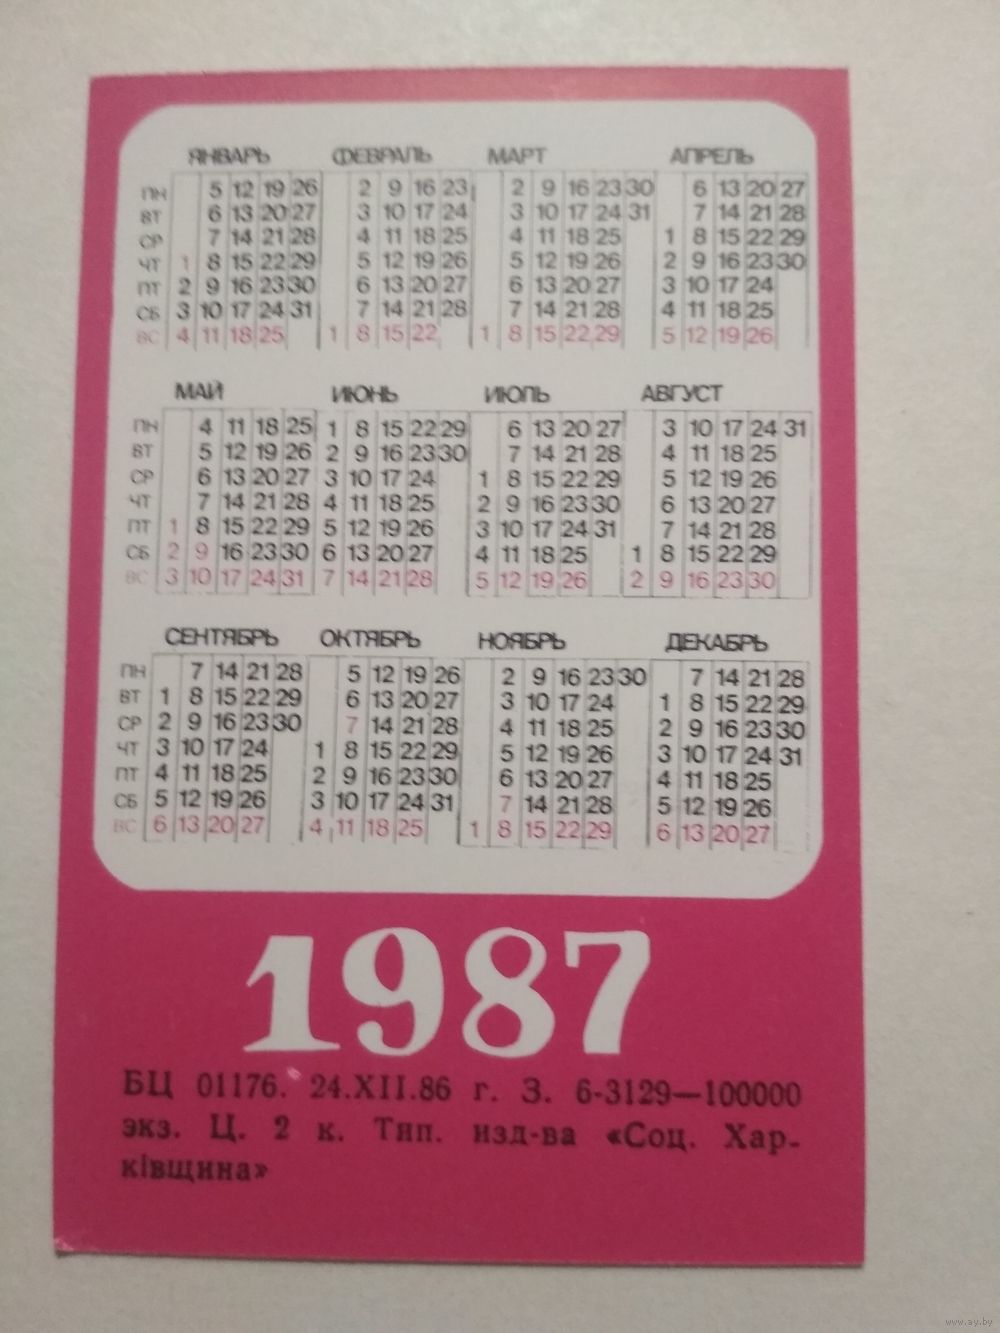 ЯНВАРЬ ФЕВРАЛЬ МАРТ АПРЕЛЬ
ПН 5 12 19 26 2 9 16 23 2 9 16 23 30 6 13 20 27
ВТ 6 13 20 27 3 10 17 24 3 10 17 24 31 7 14 21 28
СР 7 14 21 28 4 11 18 25 4 11 18 25 1 8 15 22 29
ЧТ 1 8 15 22 29 5 12 19 26 5 12 19 26 2 9 16 23 30
ПТ 2 9 16 23 30 6 13 20 27 6 13 20 27 3 10 17 24
СБ 3 10 17 24 31 7 14 21 28 7 14 21 28 4 11 18 25
ВС 4 11 18 25 1 8 15 22 1 8 15 22 29 5 12 19 26
МАЙ ИЮНЬ ИЮЛЬ АВГУСТ
ПН 4 11 18 25 1 8 15 22 29 6 13 20 27 3 10 17 24 31
ВТ 5 12 19 26 2 9 16 23 30 7 14 21 28 4 11 18 25
СР 6 13 20 27 3 10 17 24 1 8 15 22 29 5 12 19 26
ЧТ 7 14 21 28 4 11 18 25 2 9 16 23 30 6 13 20 27
ПТ 1 8 15 22 29 5 12 19 26 3 10 17 24 31 7 14 21 28
СБ 2 9 16 23 30 6 13 20 27 4 11 18 25 1 8 15 22 29
ВС 3 10 17 24 31 7 14 21 28 5 12 19 26 2 9 16 23 30
СЕНТЯБРЬ ОКТЯБРЬ НОЯБРЬ ДЕКАБРЬ
ПН 7 14 21 28 5 12 19 26 2 9 16 23 30 7 14 21 28
ВТ 1 8 15 22 29 6 13 20 27 3 10 17 24 1 8 15 22 29
СР 2 9 16 23 30 7 14 21 28 4 11 18 25 2 9 16 23 30
ЧТ 3 10 17 24 1 8 15 22 29 5 12 19 26 3 10 17 24 31
ПТ 4 11 18 25 2 9 16 23 30 6 13 20 27 4 11 18 25
СБ 5 12 19 26 3 10 17 24 31 7 14 21 28 5 12 19 26
ВС 6 13 20 27 4 11 18 25 1 8 15 22 29 6 13 20 27
1987
БЦ 01176. 24.XII.86 г. З. 6-3129—100000
экз. Ц. 2 к. Тип. изд-ва «Соц. Хар-
ківщина»
www.ay.by